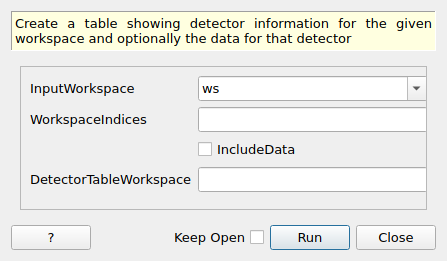 Create a table showing detector information for the given
workspace and optionally the data for that detector
InputWorkspace
ws
WorkspaceIndices
IncludeData
DetectorTableWorkspace
? Keep Open Run Close